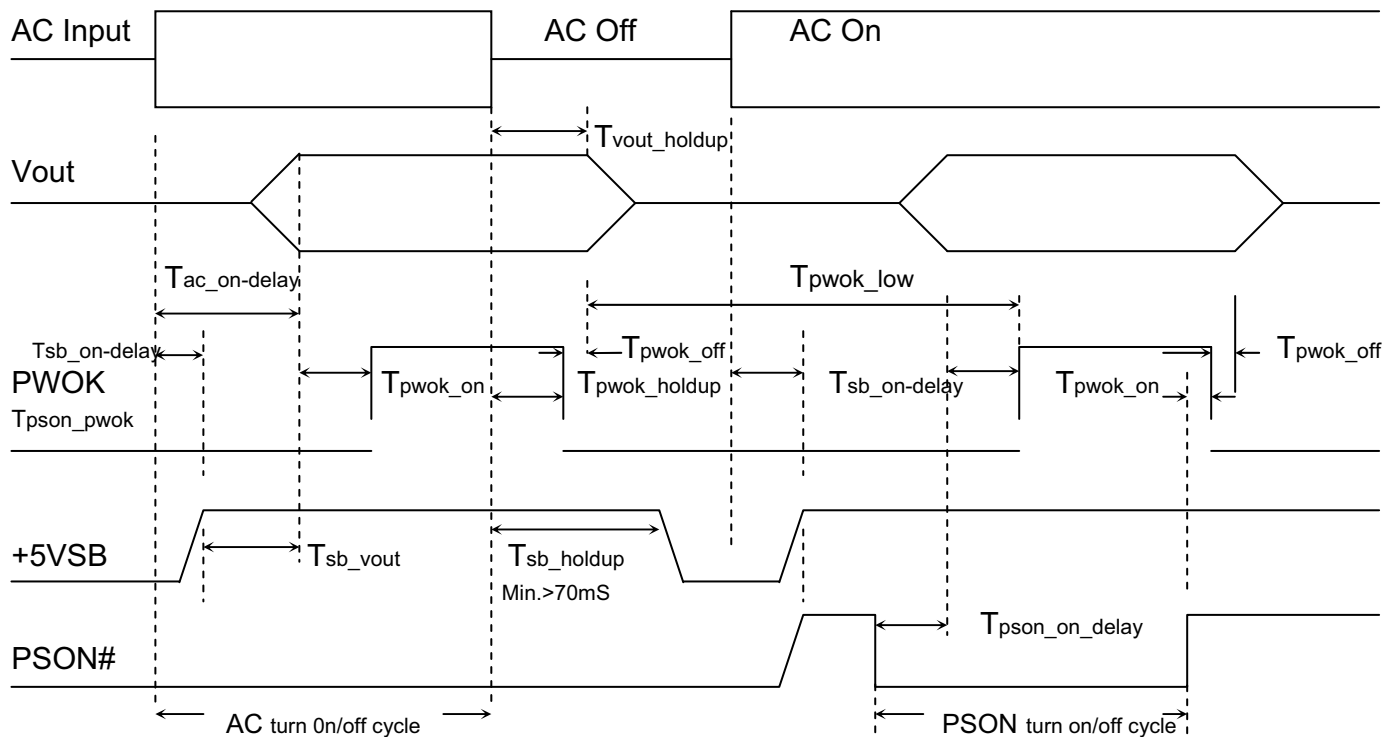 AC Input
AC Off
AC On
Tvout_holdup
Vout
Tac_on-delay
Tpwok_low
Tsb_on-delay
Tpwok_off
Tpwok_off
PWOK
Tpwok_on
Tpwok_holdup
Tsb_on-delay
Tpwok_on
Tpson_pwok
+5VSB
Tsb_vout
Tsb_holdup
Min.>70mS
Tpson_on_delay
PSON#
AC turn 0n/off cycle
PSON turn on/off cycle